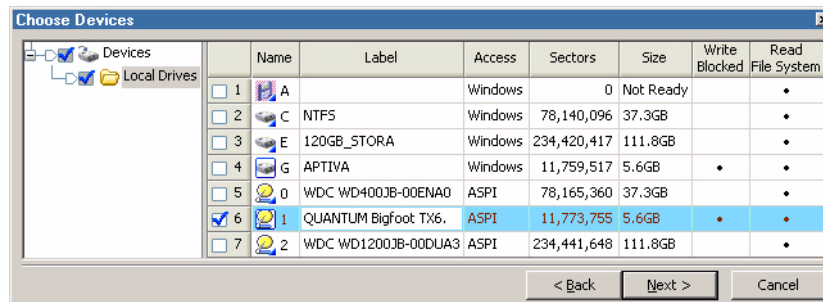 Choose Devices
Devices
Local Drives
Name Label Access Sectors Size Write Blocked Read File System
1 A Windows 0 Not Ready •
2 C NTFS Windows 78,140,096 37.3GB •
3 E 120GB_STORA Windows 234,420,417 111.8GB •
4 G APTIVA Windows 11,759,517 5.6GB • •
5 0 WDC WD400JB-00ENA0 ASPI 78,165,360 37.3GB •
6 1 QUANTUM Bigfoot TX6. ASPI 11,773,755 5.6GB • •
7 2 WDC WD1200JB-00DUA3 ASPI 234,441,648 111.8GB •
< Back Next > Cancel